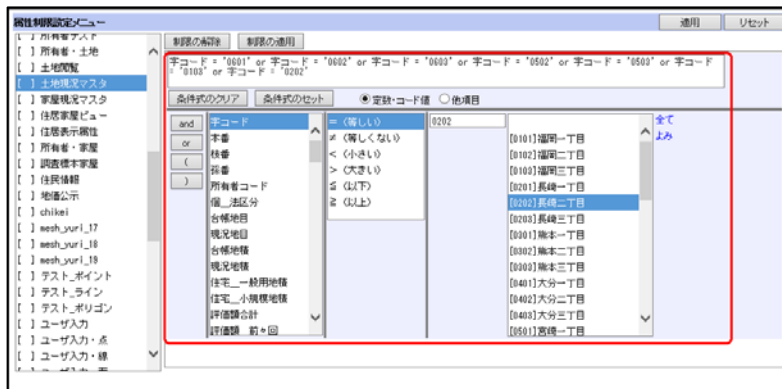 属性制限設定メニュー
適用 リセット
[ ] 所有者テスト
[ ] 所有者・土地
[ ] 土地閲覧
[ ] 土地現況マスタ
[ ] 家屋現況マスタ
[ ] 住居家屋ビュー
[ ] 住居表示属性
[ ] 所有者・家屋
[ ] 調査標本家屋
[ ] 住民情報
[ ] 地価公示
[ ] chikei
[ ] mesh_yuri_17
[ ] mesh_yuri_18
[ ] mesh_yuri_19
[ ] テスト_ポイント
[ ] テスト_ライン
[ ] テスト_ポリゴン
[ ] ユーザ入力
[ ] ユーザ入力・点
[ ] ユーザ入力・線
制限の解除 制限の適用
字コード = '0601' or 字コード = '0602' or 字コード = '0603' or 字コード = '0502' or 字コード = '0503' or 字コード
= '0103' or 字コード = '0202'
条件式のクリア 条件式のセット 定数・コード値 他項目
and
or
(
)
字コード
本番
枝番
孫番
所有者コード
個__法区分
台帳地目
現況地目
台帳地積
現況地積
住宅__一般用地積
住宅__小規模地積
評価額合計
評価額 前々回
= (等しい)
≠ (等しくない)
< (小さい)
> (大きい)
≦ (以下)
≧ (以上)
0202
[0101]福岡一丁目
[0102]福岡二丁目
[0103]福岡三丁目
[0201]長崎一丁目
[0202]長崎二丁目
[0203]長崎三丁目
[0301]熊本一丁目
[0302]熊本二丁目
[0303]熊本三丁目
[0401]大分一丁目
[0402]大分二丁目
[0403]大分三丁目
[0501]宮崎一丁目
全て
よみ